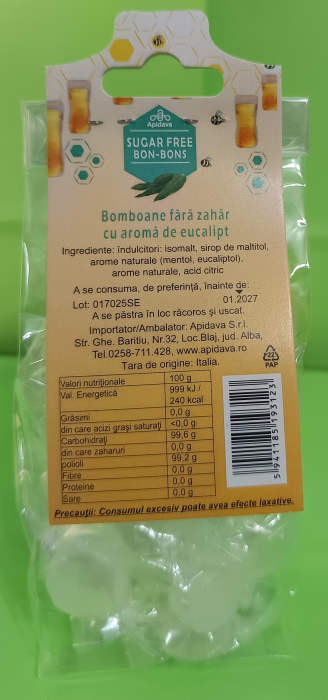 Apidava
SUGAR FREE
BON-BONS
Bomboane fără zahăr
cu aromă de eucalipt
Ingrediente: îndulcitori: isomalt, sirop de maltitol,
arome naturale (mentol, eucaliptol),
arome naturale, acid citric
A se consuma, de preferință, înainte de:
Lot: 017025SE 01.2027
A se păstra în loc răcoros și uscat.
Importator/Ambalator: Apidava S.r.l.
Str. Ghe. Baritiu, Nr.32, Loc.Blaj, jud. Alba,
Tel.0258-711.428, www.apidava.ro
Tara de origine: Italia.
22
PAP
Valori nutriționale 100 g
Val. Energetică 999 kJ /
240 kcal
Grăsimi 0,0 g
din care acizi grași saturați <0,0 g
Carbohidrați 99,6 g
din care zaharuri 0,0 g
polioli 99,2 g
Fibre 0,0 g
Proteine 0,0 g
Sare 0,0 g
5 941185 193123
Precauții: Consumul excesiv poate avea efecte laxative.